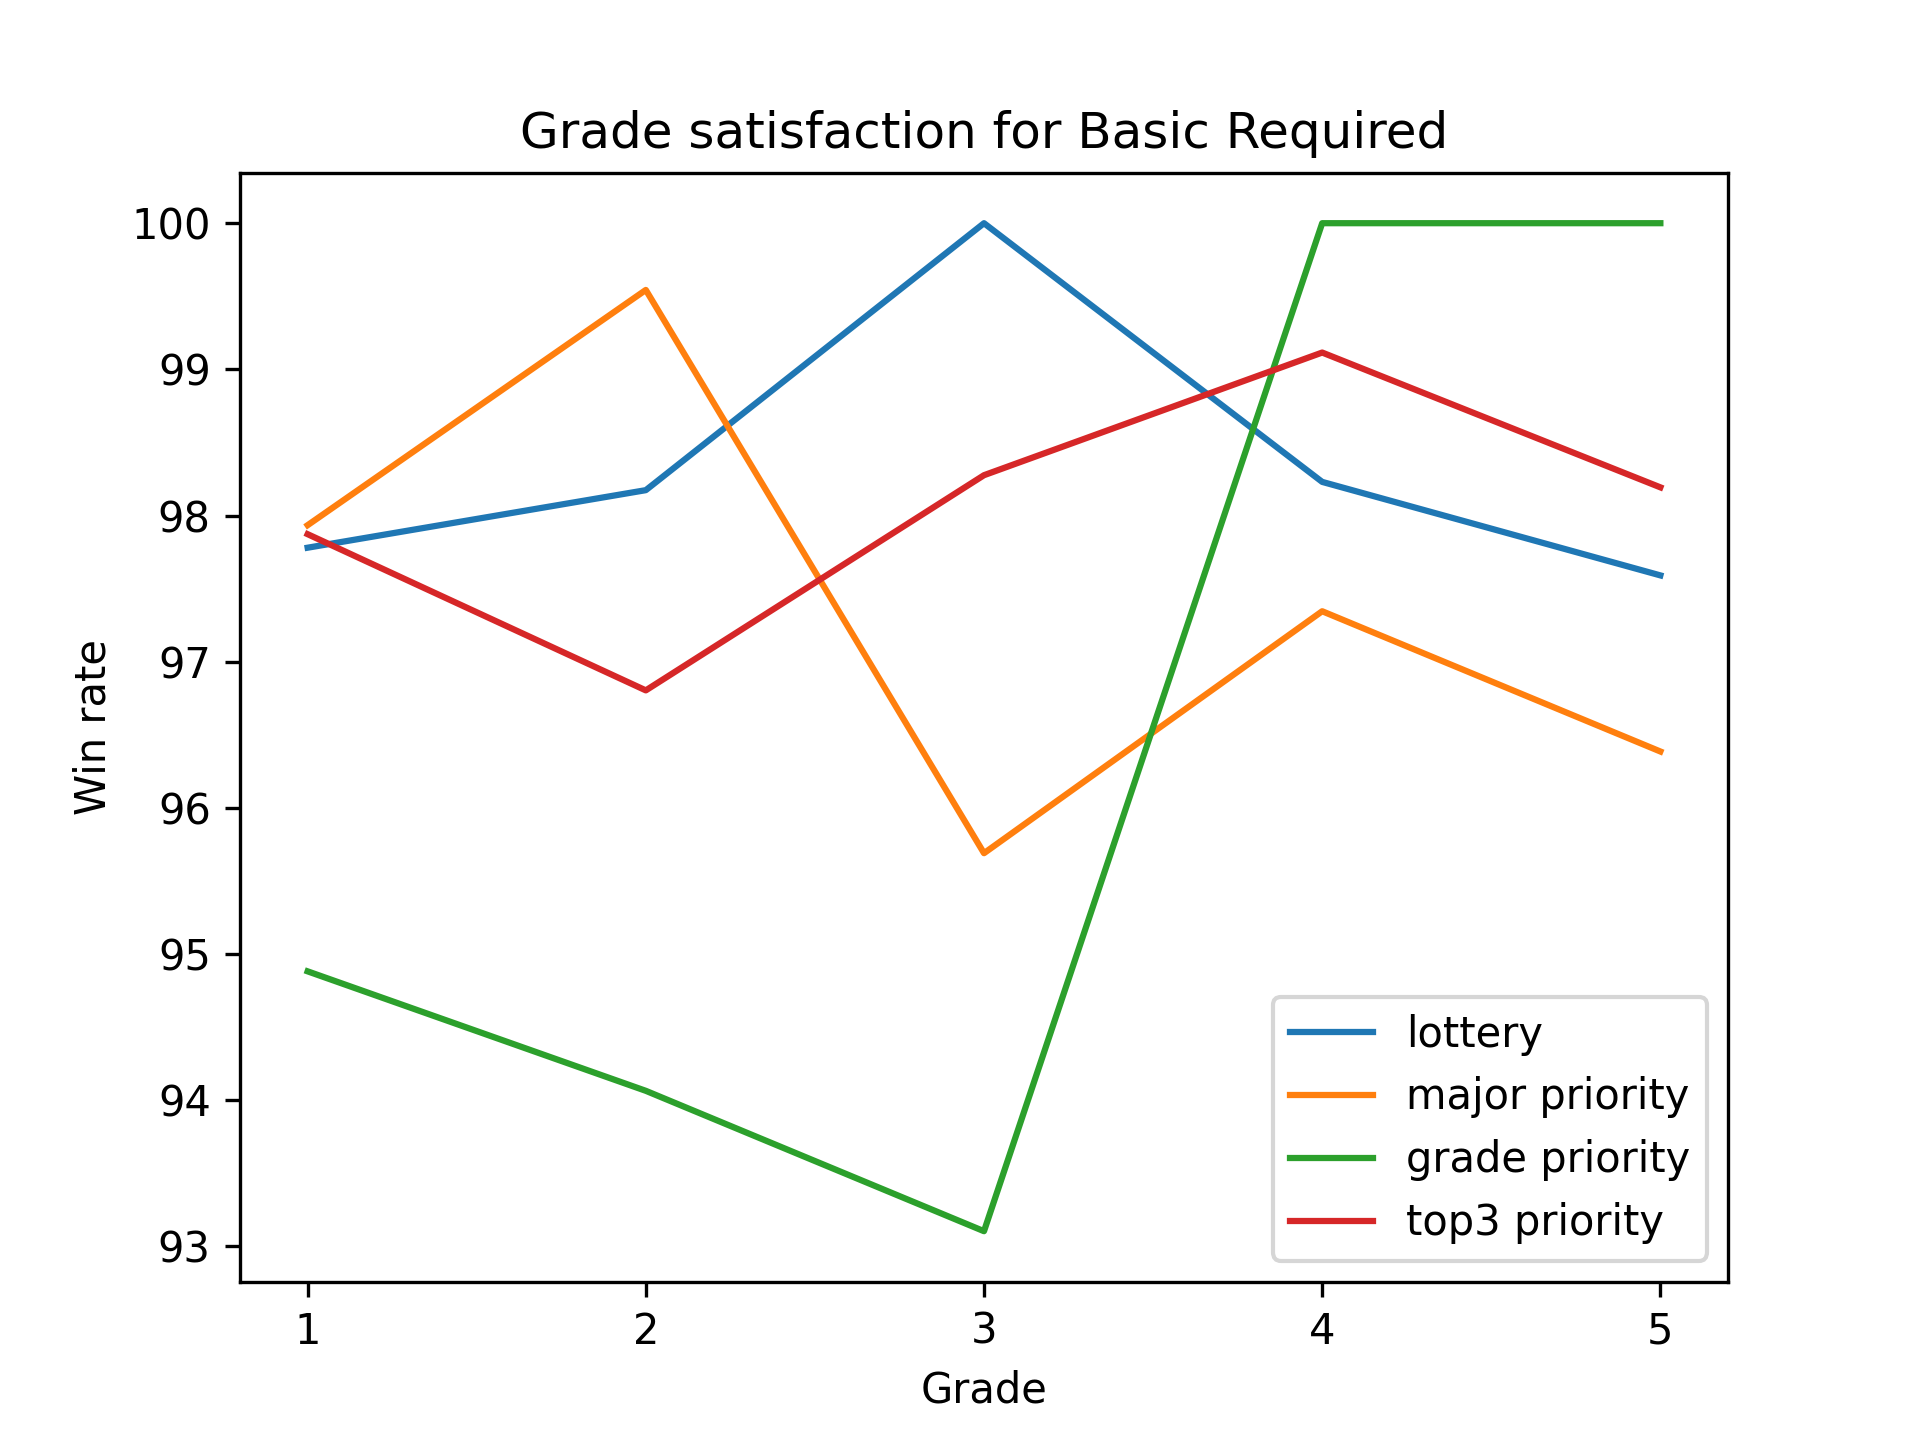 Grade satisfaction for Basic Required
100
99
98
97
96
95
94
93
Win rate
1 2 3 4 5
Grade
lottery
major priority
grade priority
top3 priority